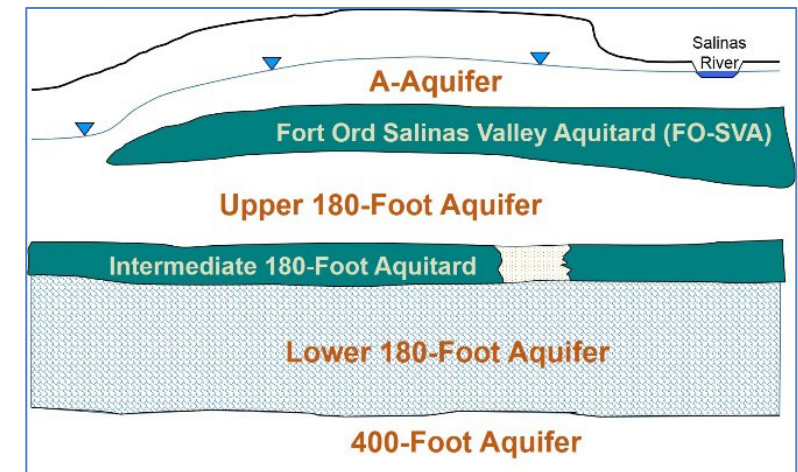 Salinas
River
A-Aquifer
Fort Ord Salinas Valley Aquitard (FO-SVA)
Upper 180-Foot Aquifer
Intermediate 180-Foot Aquitard
Lower 180-Foot Aquifer
400-Foot Aquifer